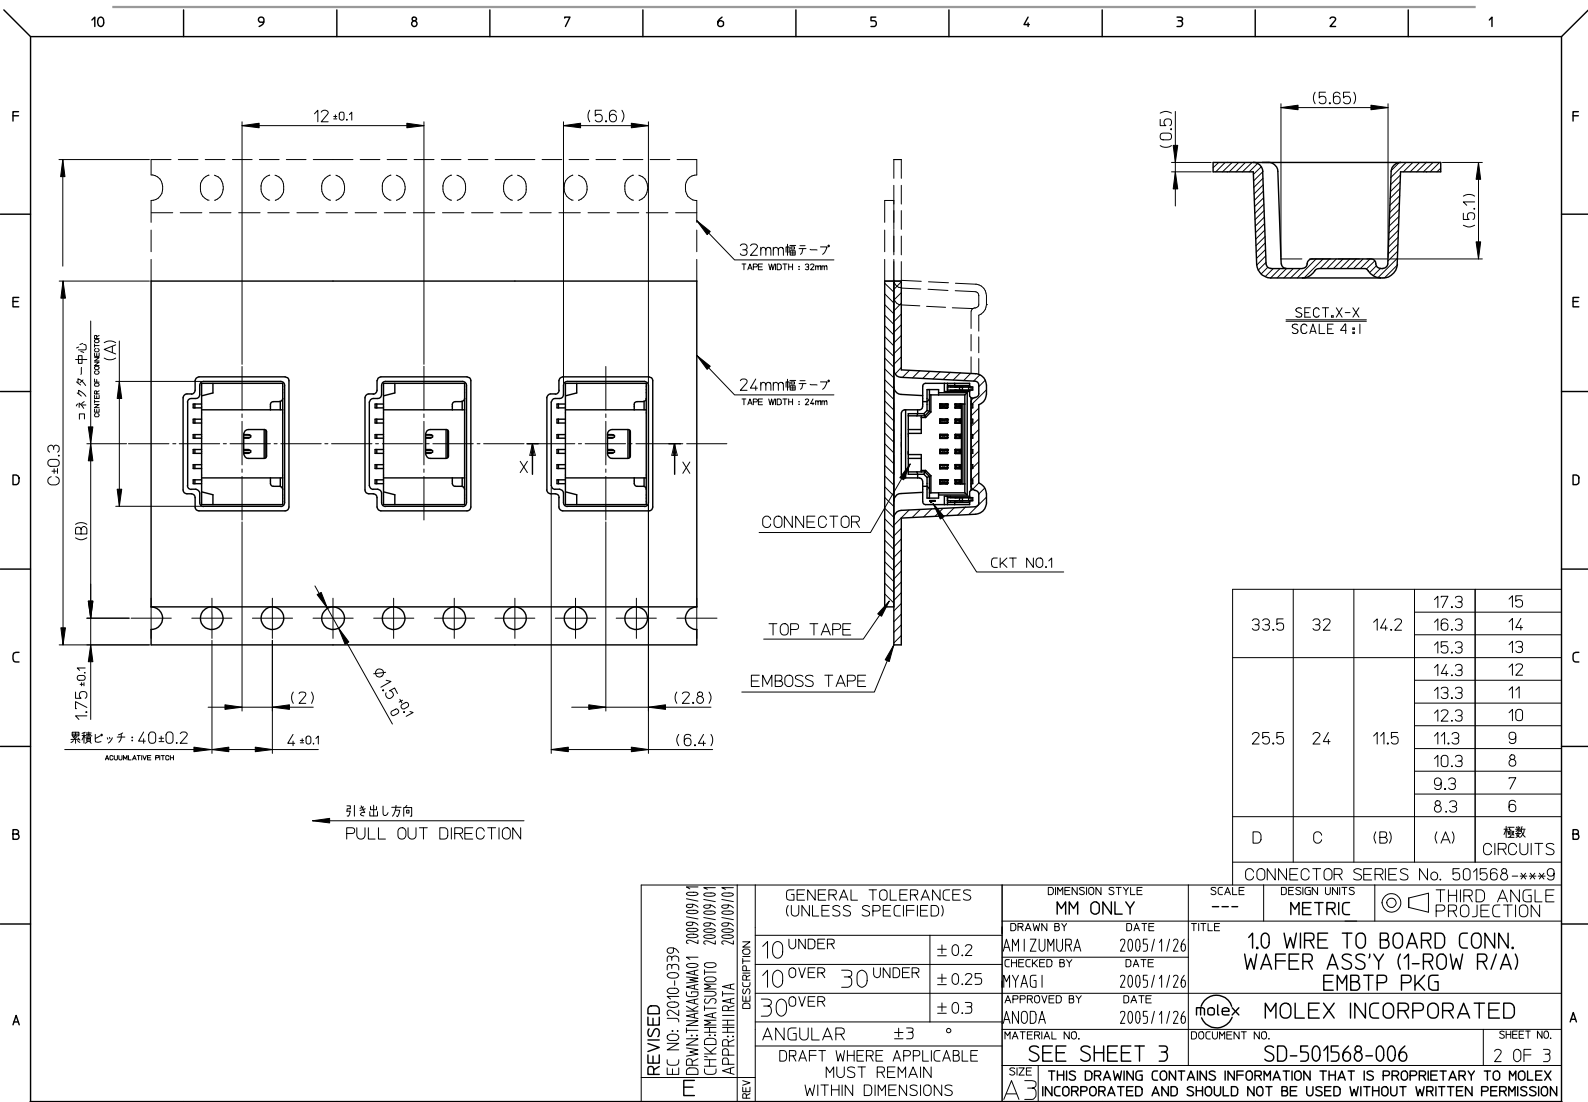 10 9 8 7 6 5 4 3 2 1
F F
E E
D D
C C
B B
A A
12 ±0.1
(5.6)
32mm幅テープ
TAPE WIDTH : 32mm
24mm幅テープ
TAPE WIDTH : 24mm
C±0.3
コネクター中心
CENTER OF CONNECTOR
(A)
(B)
X X
1.75 ±0.1
(2)
Ø1.5 +0.1 0
(2.8)
累積ピッチ : 40±0.2
ACUUMLATIVE PITCH
4 ±0.1
(6.4)
引き出し方向
PULL OUT DIRECTION
CONNECTOR
CKT NO.1
TOP TAPE
EMBOSS TAPE
(5.65)
(0.5)
(5.1)
SECT.X-X
SCALE 4:1
33.5 32 14.2 17.3 15
16.3 14
15.3 13
25.5 24 11.5 14.3 12
13.3 11
12.3 10
11.3 9
10.3 8
9.3 7
8.3 6
D C (B) (A) 極数
CIRCUITS
CONNECTOR SERIES No. 501568-***9
REVISED
EC NO: J2010-0339
DRWN:TNAKAGAWA01 2009/09/01
CH'KD:HMATSUMOTO 2009/09/01
APPR:HHIRATA 2009/09/01
E
DESCRIPTION
REV
GENERAL TOLERANCES
(UNLESS SPECIFIED)
10 UNDER ±0.2
10 OVER 30 UNDER ±0.25
30 OVER ±0.3
ANGULAR ±3 °
DRAFT WHERE APPLICABLE
MUST REMAIN
WITHIN DIMENSIONS
DIMENSION STYLE
MM ONLY
SCALE
---
DESIGN UNITS
METRIC
THIRD ANGLE
PROJECTION
DRAWN BY DATE
AMIZUMURA 2005/1/26
CHECKED BY DATE
MYAGI 2005/1/26
APPROVED BY DATE
ANODA 2005/1/26
TITLE
1.0 WIRE TO BOARD CONN.
WAFER ASS'Y (1-ROW R/A)
EMBTP PKG
molex MOLEX INCORPORATED
MATERIAL NO.
SEE SHEET 3
DOCUMENT NO.
SD-501568-006
SHEET NO.
2 OF 3
SIZE
A3
THIS DRAWING CONTAINS INFORMATION THAT IS PROPRIETARY TO MOLEX
INCORPORATED AND SHOULD NOT BE USED WITHOUT WRITTEN PERMISSION